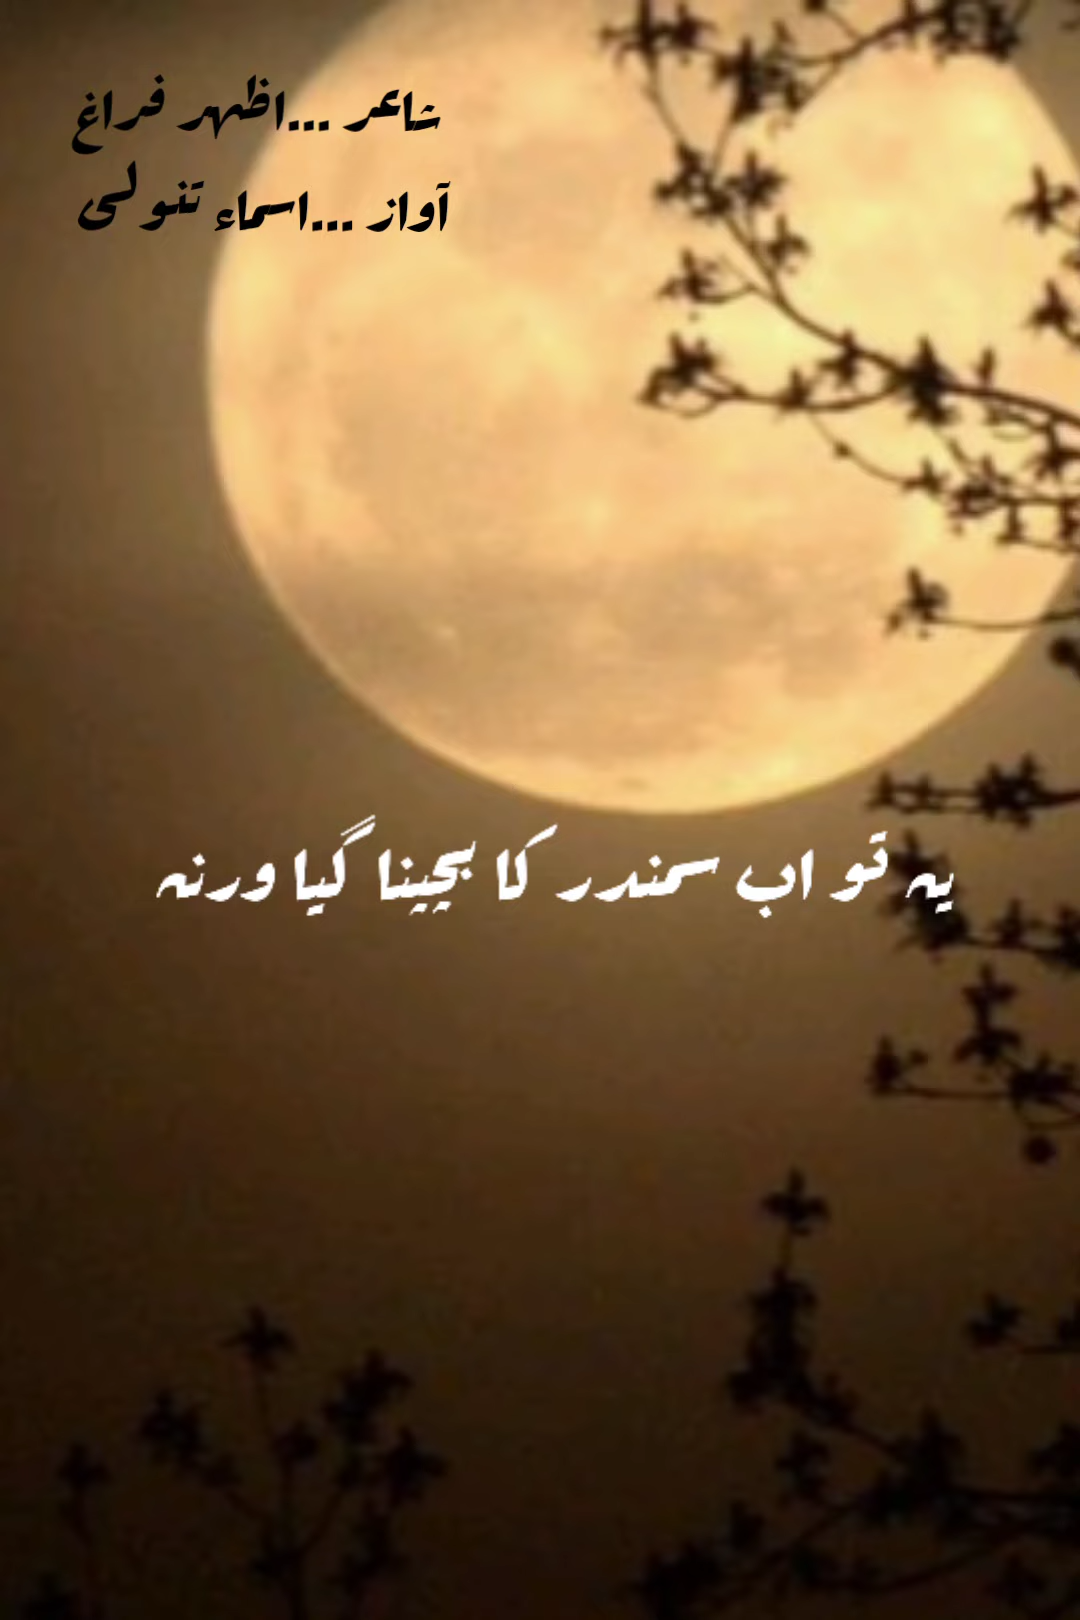 شاعر ...اظہر فراغ
آواز ...اسماء تنولی
یہ تو اب سمندر کا بچپنا گیا ورنہ